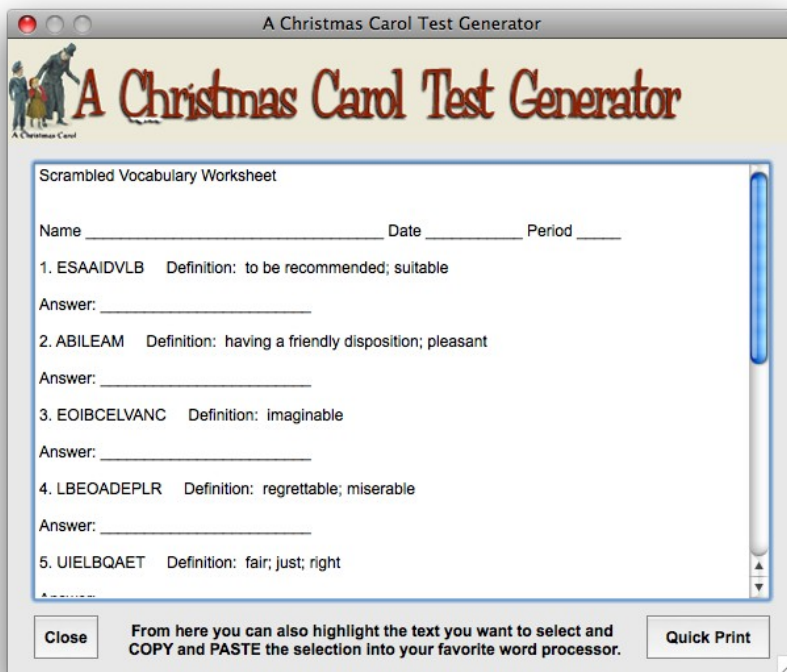 A Christmas Carol Test Generator
A Christmas Carol Test Generator
A Christmas Carol
Scrambled Vocabulary Worksheet
Name __________________________________ Date ___________ Period _____
1. ESAAIDVLB Definition: to be recommended; suitable
Answer: ________________________
2. ABILEAM Definition: having a friendly disposition; pleasant
Answer: ________________________
3. EOIBCELVANC Definition: imaginable
Answer: ________________________
4. LBEOADEPLR Definition: regrettable; miserable
Answer: ________________________
5. UIELBQAET Definition: fair; just; right
Close
From here you can also highlight the text you want to select and
COPY and PASTE the selection into your favorite word processor.
Quick Print